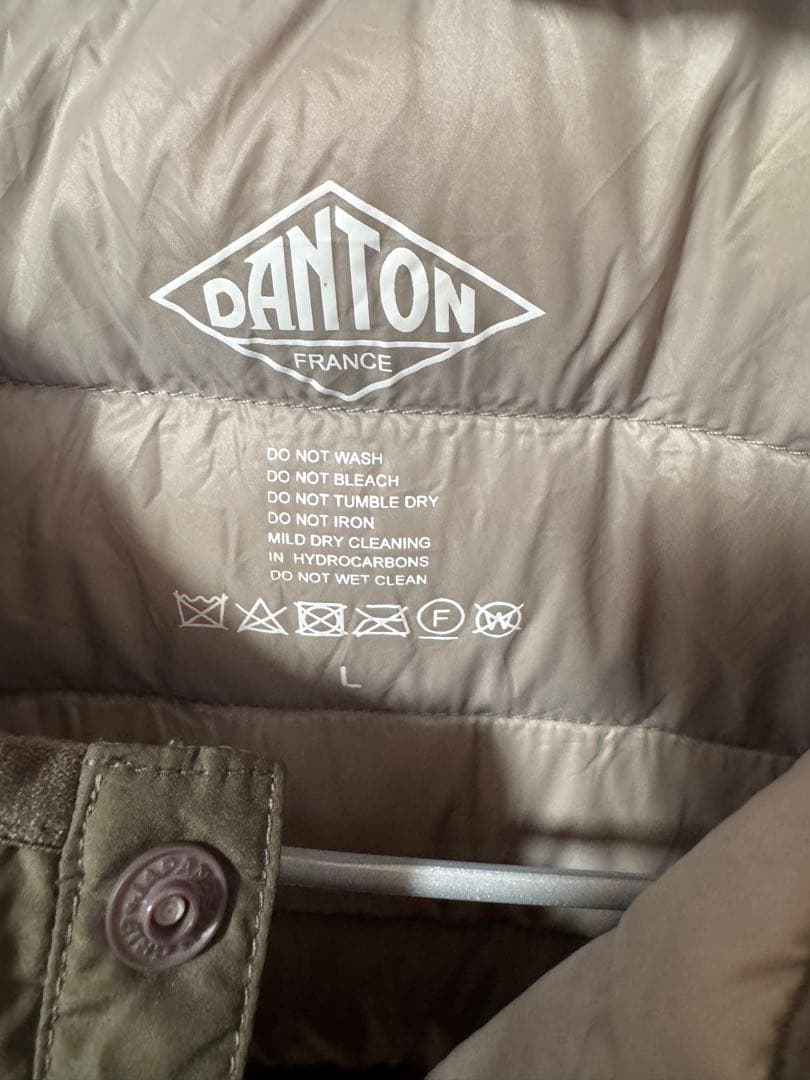 DANTON
FRANCE
DO NOT WASH
DO NOT BLEACH
DO NOT TUMBLE DRY
DO NOT IRON
MILD DRY CLEANING
IN HYDROCARBONS
DO NOT WET CLEAN
F W
L
JAPAN